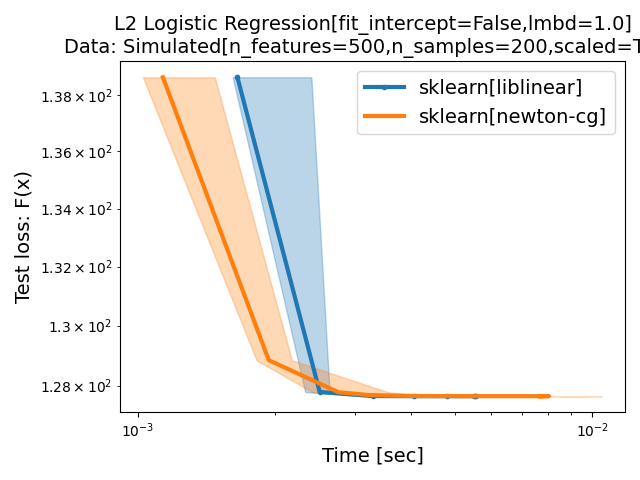 L2 Logistic Regression[fit_intercept=False,lmbd=1.0]
Data: Simulated[n_features=500,n_samples=200,scaled=T
sklearn[liblinear]
sklearn[newton-cg]
Test loss: F(x)
1.38 × 10²
1.36 × 10²
1.34 × 10²
1.32 × 10²
1.3 × 10²
1.28 × 10²
10⁻³
10⁻²
Time [sec]